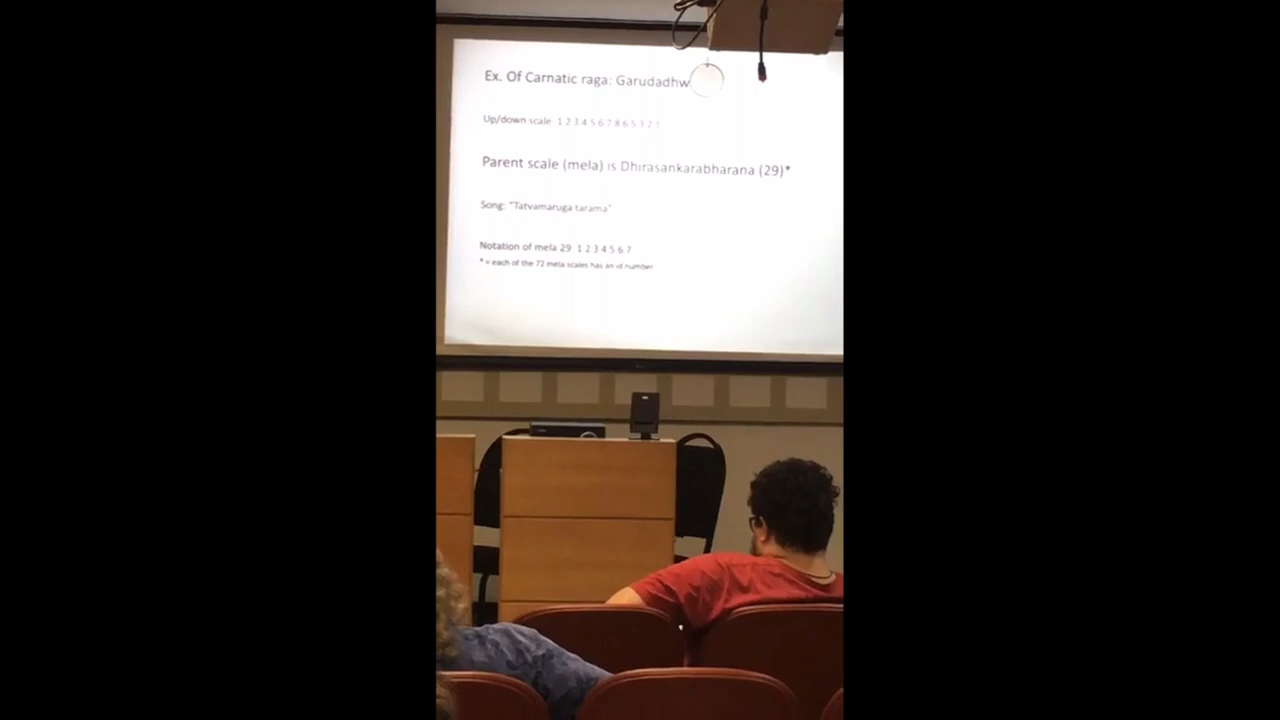 Ex. Of Carnatic raga: Garudadhw
Up/down scale 1 2 3 4 5 6 7 8 6 5 3 2 1
Parent scale (mela) is Dhirasankarabharana (29)*
Song: "Tatvamaruga tarama"
Notation of mela 29 1 2 3 4 5 6 7
* = each of the 72 mela scales has an id number